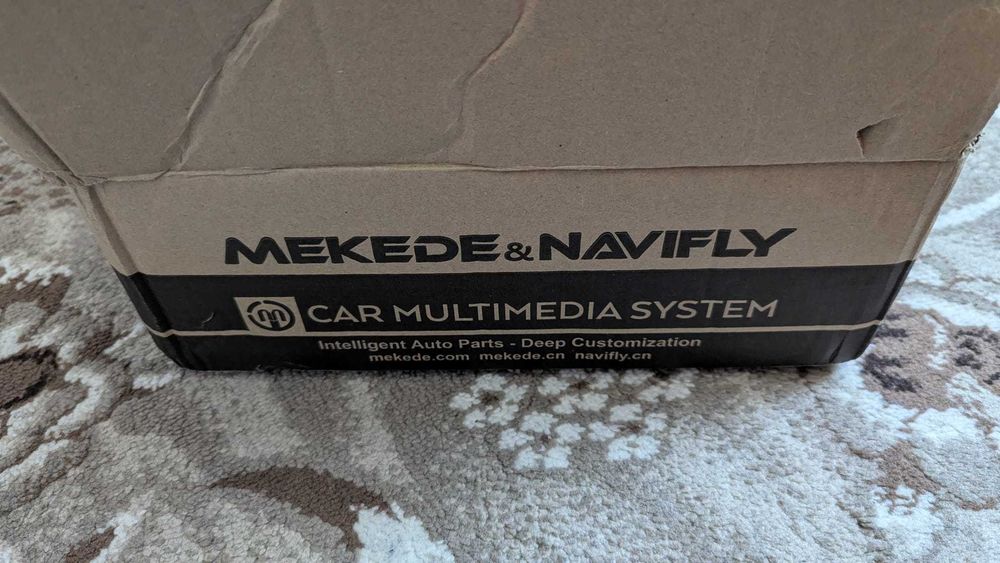 MEKEDE & NAVIFLY
m CAR MULTIMEDIA SYSTEM
Intelligent Auto Parts - Deep Customization
mekede.com mekede.cn navifly.cn